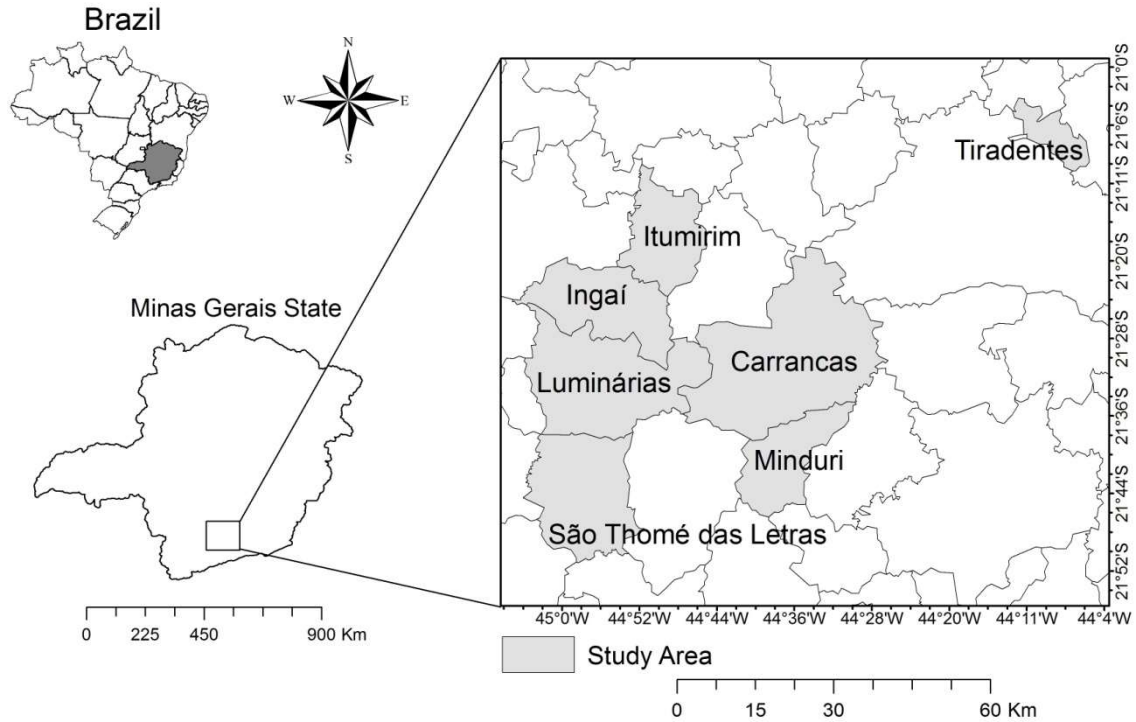 Brazil
N
W
E
S
Minas Gerais State
0 225 450 900 Km
Tiradentes
Itumirim
Ingaí
Carrancas
Luminárias
Minduri
São Thomé das Letras
21°0'S
21°6'S
21°11'S
21°20'S
21°28'S
21°36'S
21°44'S
21°52'S
45°0'W 44°52'W 44°44'W 44°36'W 44°28'W 44°20'W 44°11'W 44°4'W
Study Area
0 15 30 60 Km